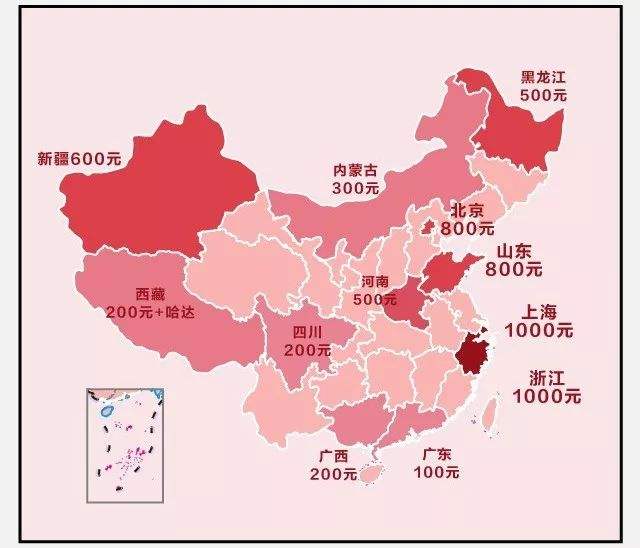 黑龙江
500元
新疆600元
内蒙古
300元
北京
800元
山东
800元
河南
500元
西藏
200元+哈达
上海
1000元
四川
200元
浙江
1000元
广西
200元
广东
100元